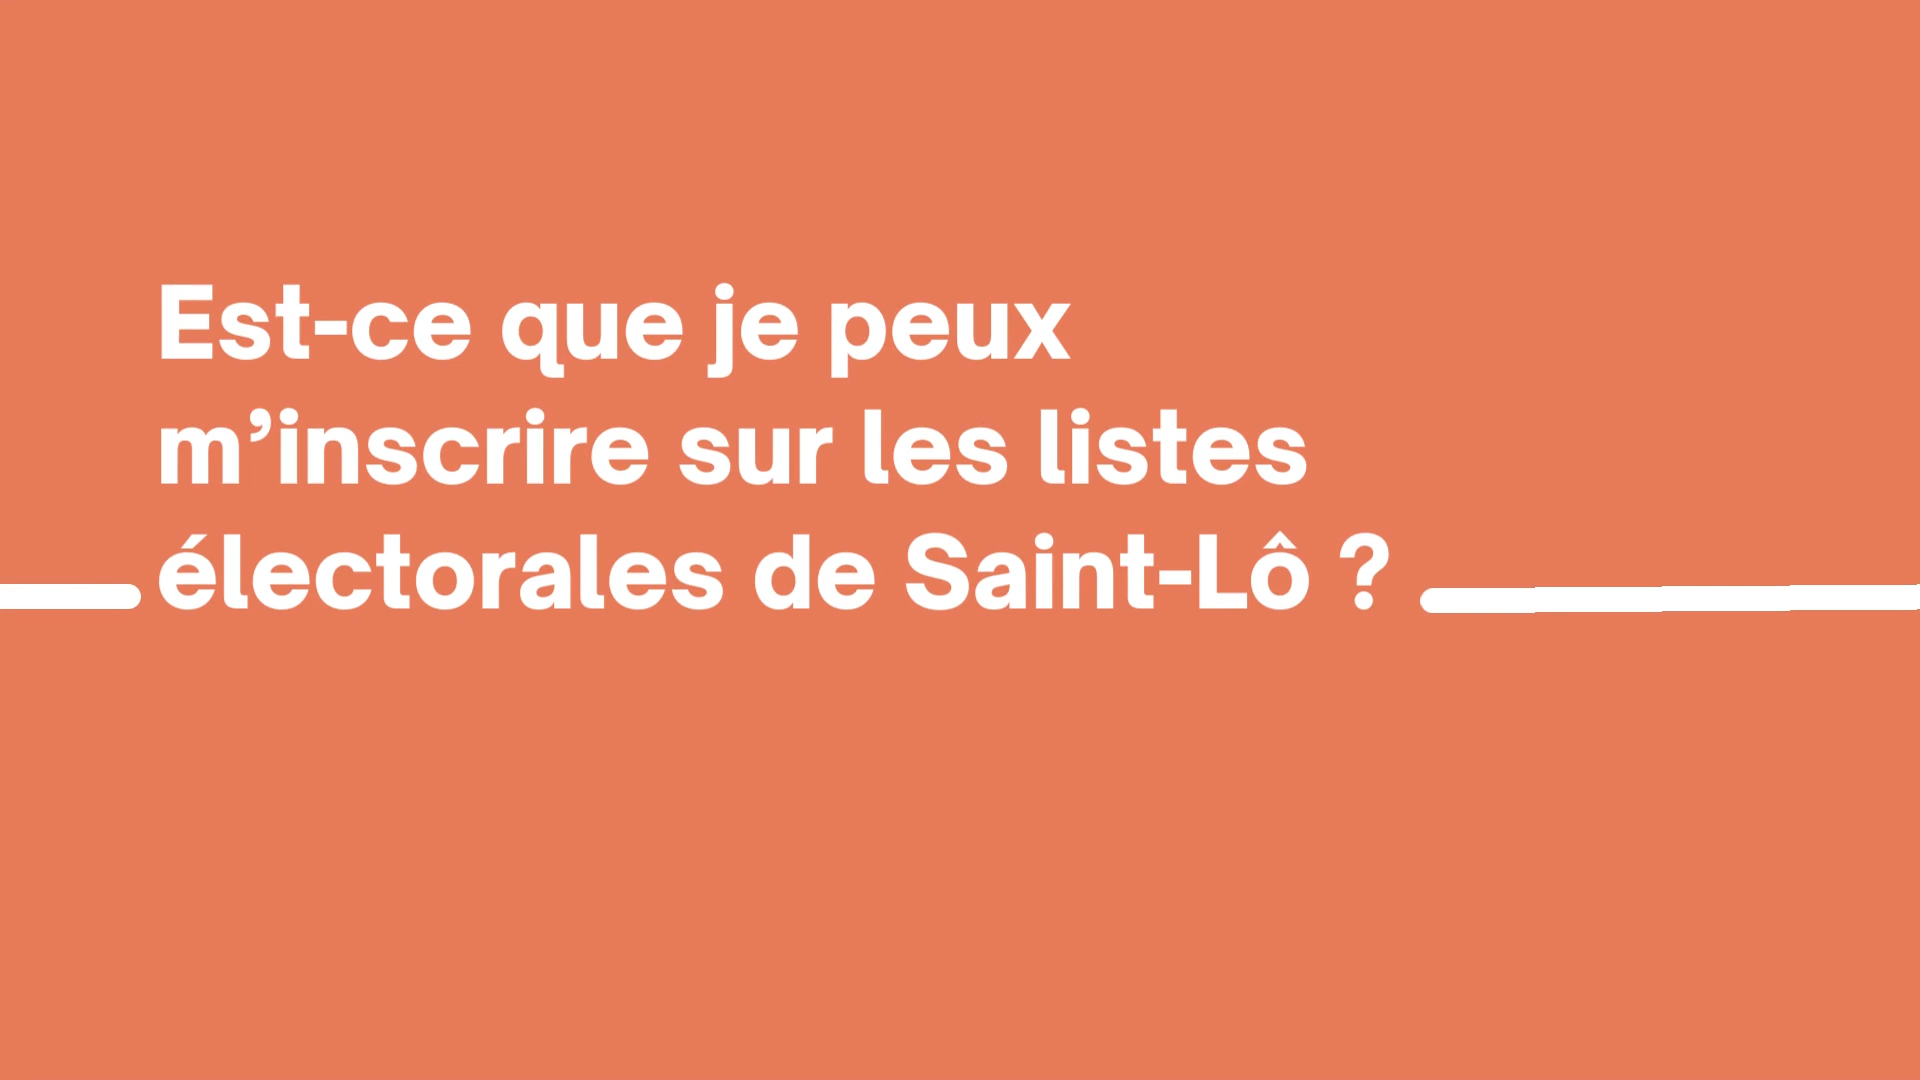 Est-ce que je peux
m’inscrire sur les listes
électorales de Saint-Lô ?